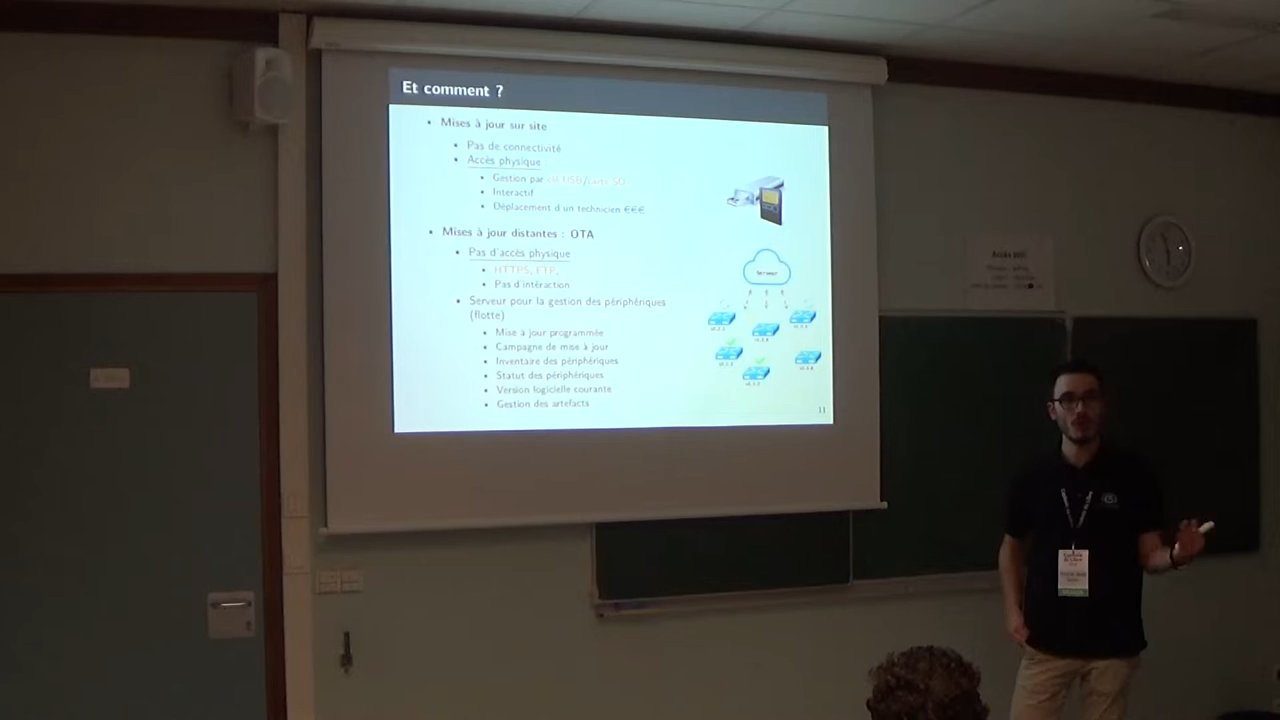 Et comment ?
• Mises à jour sur site
• Pas de connectivité
• Accès physique
• Gestion par clé USB/carte SD
• Interactif
• Déplacement d'un technicien €€€
• Mises à jour distantes : OTA
• Pas d'accès physique
• HTTPS, FTP,
• Pas d'intéraction
• Serveur pour la gestion des périphériques
(flotte)
• Mise à jour programmée
• Campagne de mise à jour
• Inventaire des périphériques
• Statut des périphériques
• Version logicielle courante
• Gestion des artefacts
Serveur
11